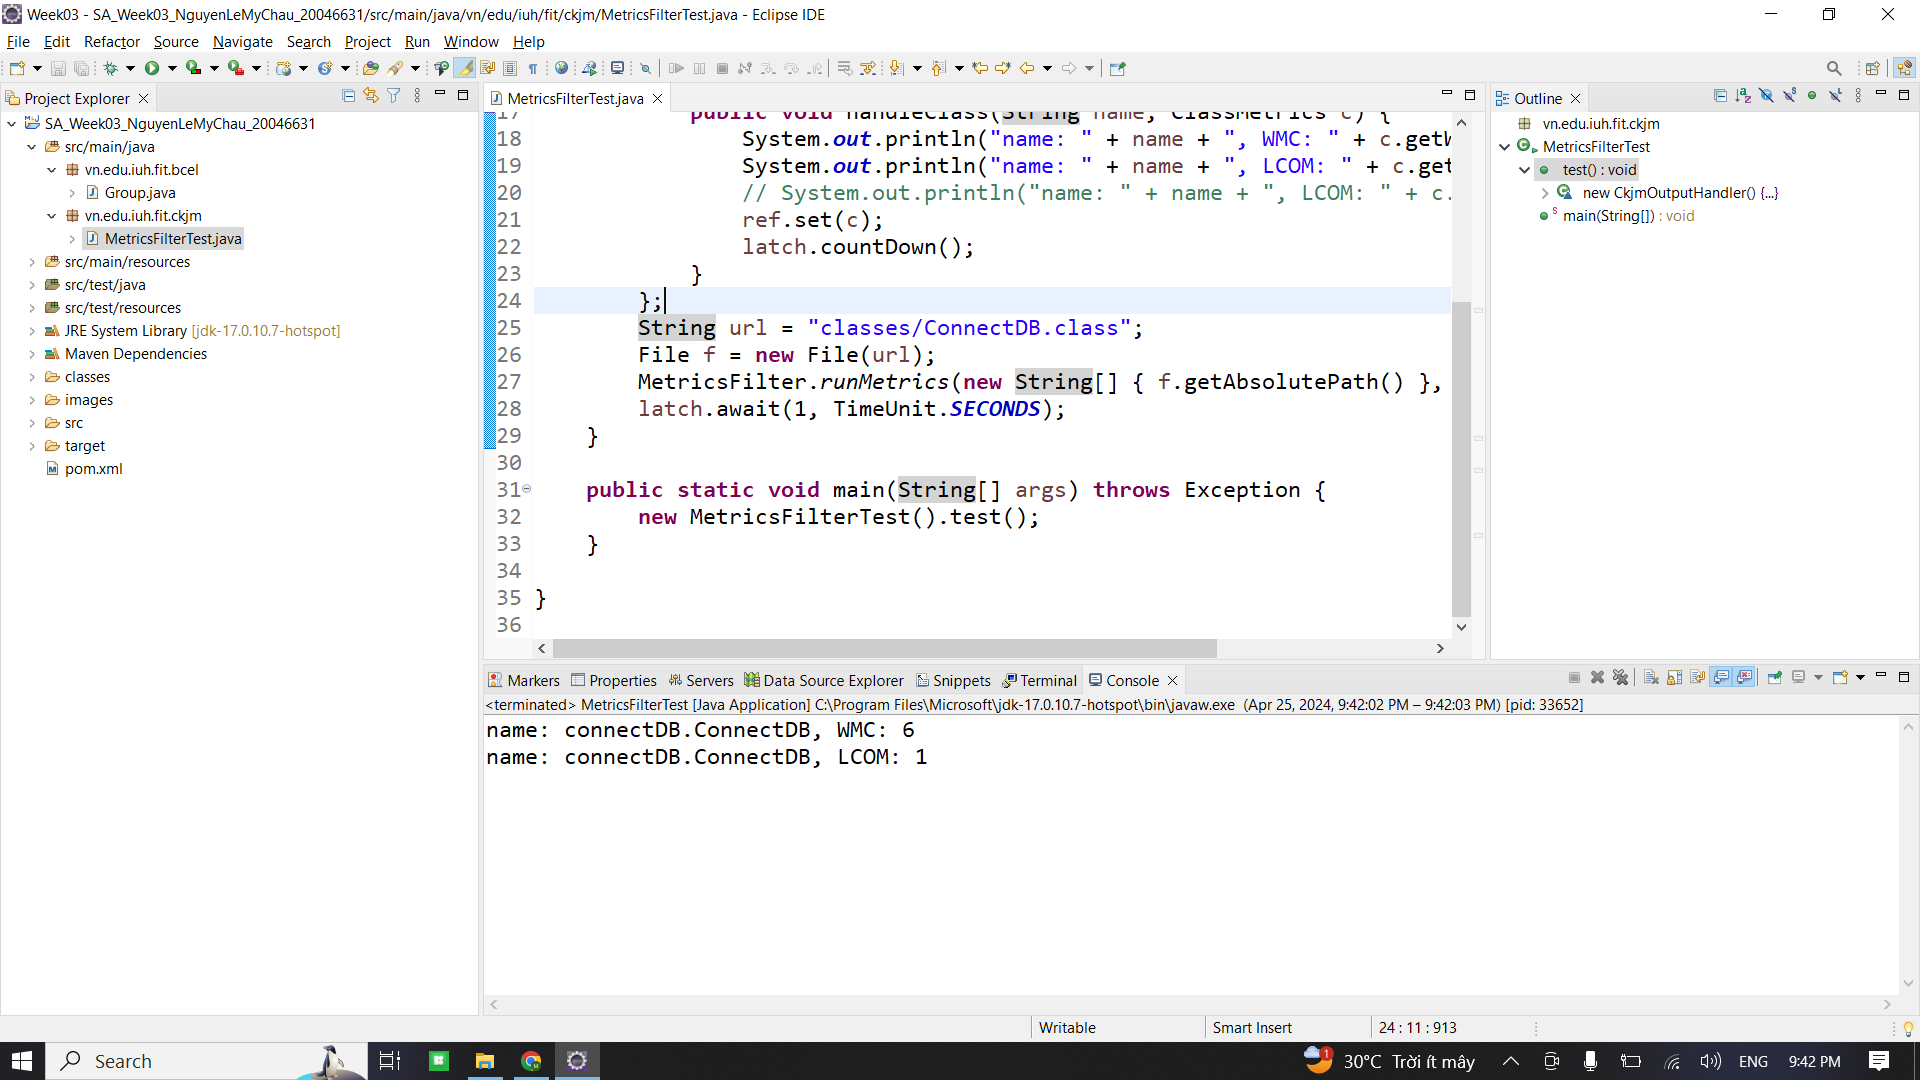 Week03 - SA_Week03_NguyenLeMyChau_20046631/src/main/java/vn/edu/iuh/fit/ckjm/MetricsFilterTest.java - Eclipse IDE
File Edit Refactor Source Navigate Search Project Run Window Help
Project Explorer
SA_Week03_NguyenLeMyChau_20046631
src/main/java
vn.edu.iuh.fit.bcel
Group.java
vn.edu.iuh.fit.ckjm
MetricsFilterTest.java
src/main/resources
src/test/java
src/test/resources
JRE System Library [jdk-17.0.10.7-hotspot]
Maven Dependencies
classes
images
src
target
pom.xml
MetricsFilterTest.java
17 public void handleClass(String name, ClassMetrics c) {
18 System.out.println("name: " + name + ", WMC: " + c.getW
19 System.out.println("name: " + name + ", LCOM: " + c.get
20 // System.out.println("name: " + name + ", LCOM: " + c.
21 ref.set(c);
22 latch.countDown();
23 }
24 };
25 String url = "classes/ConnectDB.class";
26 File f = new File(url);
27 MetricsFilter.runMetrics(new String[] { f.getAbsolutePath() },
28 latch.await(1, TimeUnit.SECONDS);
29 }
30
31 public static void main(String[] args) throws Exception {
32 new MetricsFilterTest().test();
33 }
34
35 }
36
Outline
vn.edu.iuh.fit.ckjm
MetricsFilterTest
test() : void
new CkjmOutputHandler() {...}
main(String[]) : void
Markers Properties Servers Data Source Explorer Snippets Terminal Console
<terminated> MetricsFilterTest [Java Application] C:\Program Files\Microsoft\jdk-17.0.10.7-hotspot\bin\javaw.exe (Apr 25, 2024, 9:42:02 PM – 9:42:03 PM) [pid: 33652]
name: connectDB.ConnectDB, WMC: 6
name: connectDB.ConnectDB, LCOM: 1
Writable Smart Insert 24 : 11 : 913
Search 1 30°C Trời ít mây ENG 9:42 PM